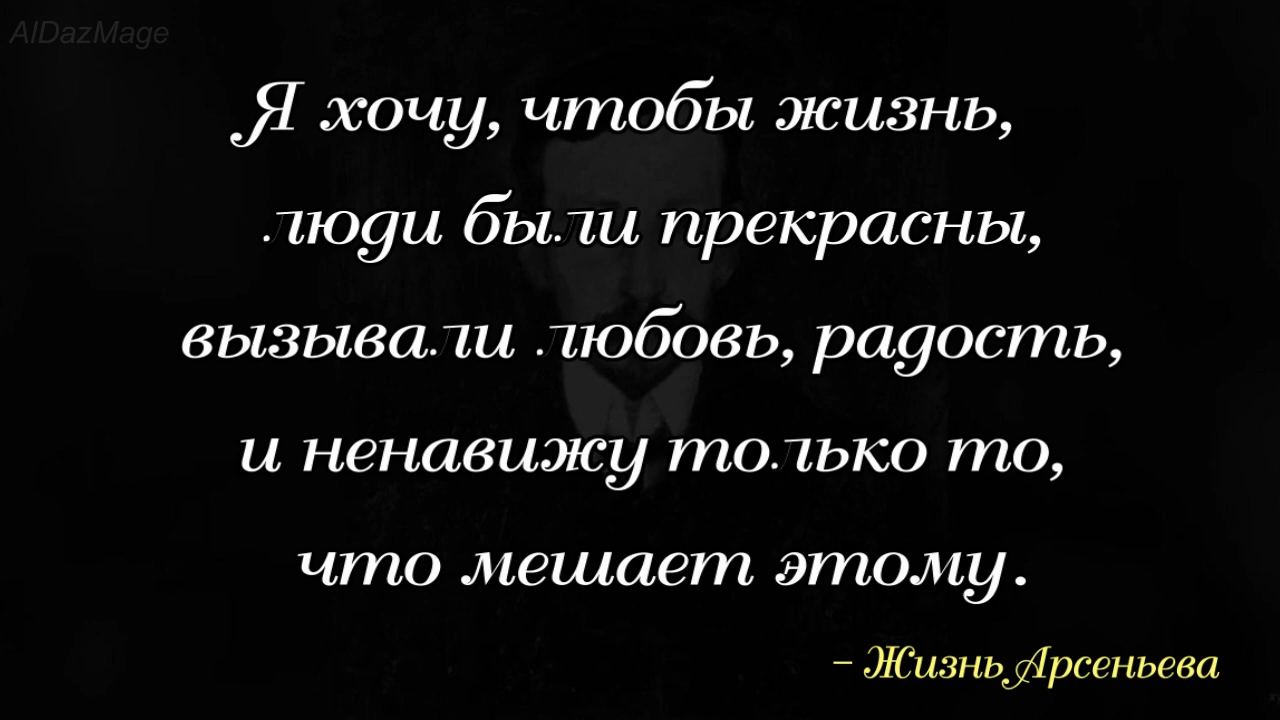 AIDazMage
Я хочу, чтобы жизнь,
люди были прекрасны,
вызывали любовь, радость,
и ненавижу только то,
что мешает этому.
– Жизнь Арсеньева